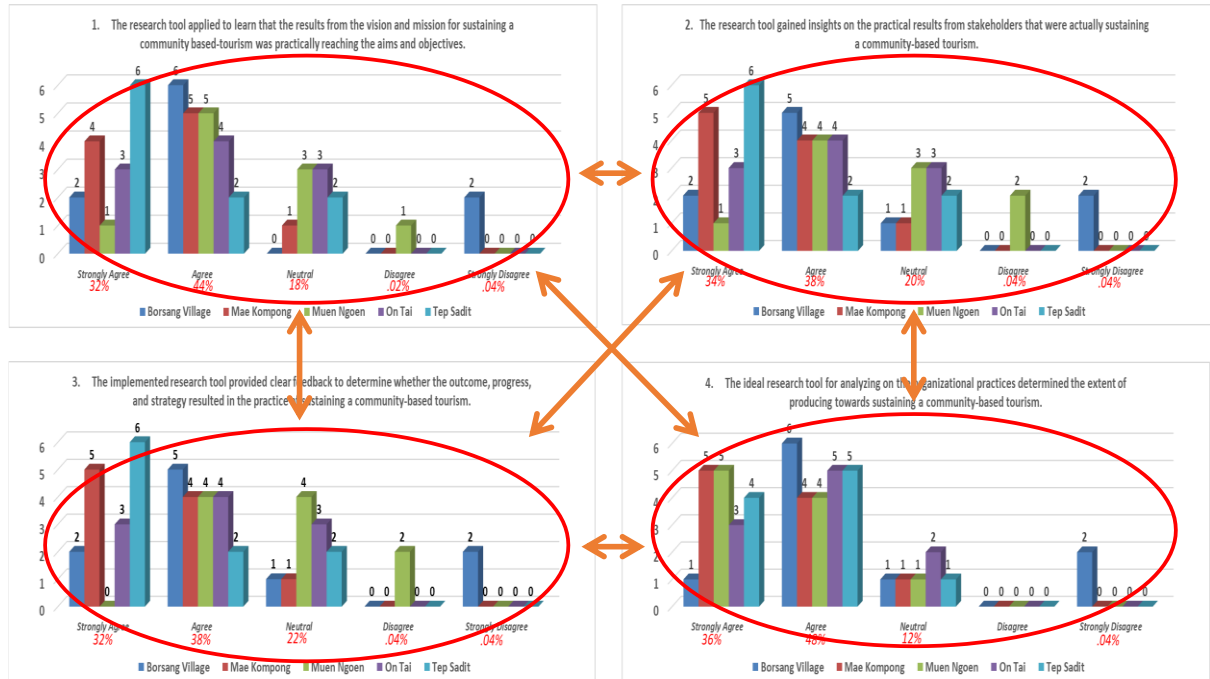 1. The research tool applied to learn that the results from the vision and mission for sustaining a
community based-tourism was practically reaching the aims and objectives.
6
5
4
3
2
1
0
2 4 1 3 6
6 5 5 4 2
0 1 3 3 2
0 0 1 0 0
2 0 0 0 0
Strongly Agree Agree Neutral Disagree Strongly Disagree
32% 44% 18% .02% .04%
Borsang Village Mae Kompong Muen Ngoen On Tai Tep Sadit
2. The research tool gained insights on the practical results from stakeholders that were actually sustaining
a community-based tourism.
6
5
4
3
2
1
0
2 5 1 3 6
5 4 4 4 2
1 1 3 3 2
0 0 2 0 0
2 0 0 0 0
Strongly Agree Agree Neutral Disagree Strongly Disagree
34% 38% 20% .04% .04%
Borsang Village Mae Kompong Muen Ngoen On Tai Tep Sadit
3. The implemented research tool provided clear feedback to determine whether the outcome, progress,
and strategy resulted in the practice sustaining a community-based tourism.
6
5
4
3
2
1
0
2 5 0 3 6
5 4 4 4 2
1 1 4 3 2
0 0 2 0 0
2 0 0 0 0
Strongly Agree Agree Neutral Disagree Strongly Disagree
32% 38% 22% .04% .04%
Borsang Village Mae Kompong Muen Ngoen On Tai Tep Sadit
4. The ideal research tool for analyzing on the organizational practices determined the extent of
producing towards sustaining a community-based tourism.
6
5
4
3
2
1
0
1 5 5 3 4
6 4 4 5 5
1 1 1 2 1
0 0 0 0 0
2 0 0 0 0
Strongly Agree Agree Neutral Disagree Strongly Disagree
36% 48% 12% .04%
Borsang Village Mae Kompong Muen Ngoen On Tai Tep Sadit